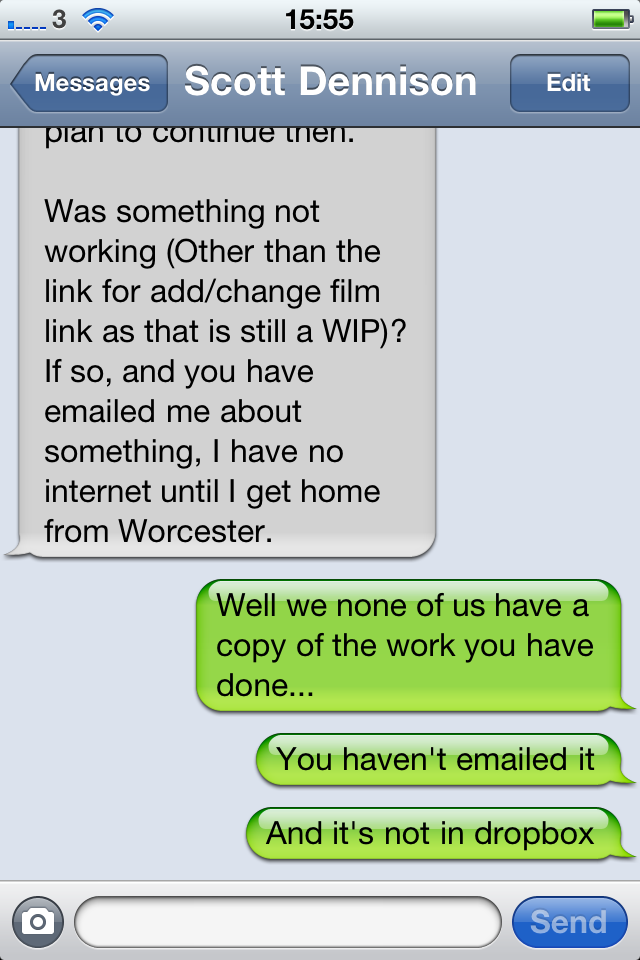 3 15:55
Messages Scott Dennison Edit
plan to continue then.
Was something not
working (Other than the
link for add/change film
link as that is still a WIP)?
If so, and you have
emailed me about
something, I have no
internet until I get home
from Worcester.
Well we none of us have a
copy of the work you have
done...
You haven't emailed it
And it's not in dropbox
Send